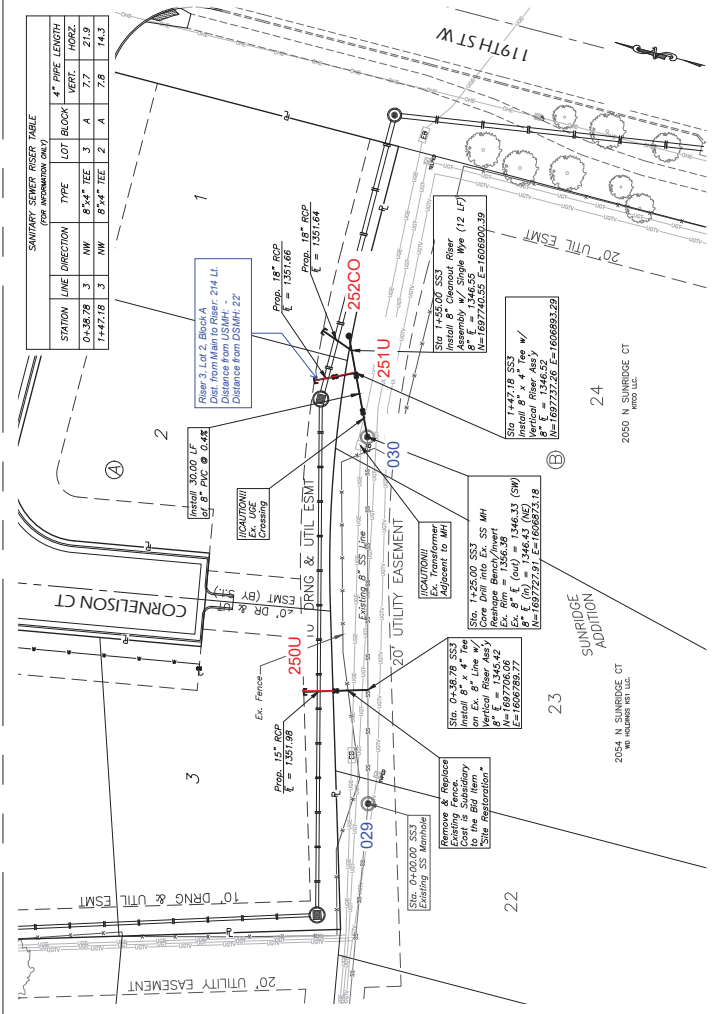 SANITARY SEWER RISER TABLE
(FOR INFORMATION ONLY)
STATION LINE DIRECTION TYPE LOT BLOCK 4" PIPE LENGTH
VERT. HORZ.
0+38.78 3 NW 8"x4" TEE 3 A 7.7 21.9
1+47.18 3 NW 8"x4" TEE 2 A 7.8 14.3
119TH ST W
1
2
3
A
Riser 3, Lot 2, Block A
Dist. from Main to Riser: 214 Lt.
Distance from USMH: -
Distance from DSMH: 22'
Prop. 18" RCP
℄ = 1351.66
Prop. 18" RCP
℄ = 1351.64
252CO
251U
Install 30.00 LF
of 8" PVC @ 0.4%
!!CAUTION!!
Ex. UGE
Crossing
CORNELISON CT
250U
Ex. Fence
Prop. 15" RCP
℄ = 1351.98
Existing 8" SS Line
030
!!CAUTION!!
Ex. Transformer
Adjacent to MH
20' UTILITY EASEMENT
029
Sta. 0+00.00 SS3
Existing SS Manhole
Remove & Replace
Existing Fence.
Cost is Subsidiary
to the Bid Item
"Site Restoration"
Sta. 0+38.78 SS3
Install 8" x 4" Tee
on Ex. 8" Line w/
Vertical Riser Ass'y
8" ℄ = 1345.42
N=1697706.06
E=1606789.77
Sta. 1+25.00 SS3
Core Drill into Ex. SS MH
Reshape Bench/Invert
Ex. Rim = 1356.38
Ex. 8" ℄ (out) = 1346.33 (SW)
8" ℄ (in) = 1346.43 (NE)
N=1697727.91 E=1606873.18
Sta 1+47.18 SS3
Install 8" x 4" Tee w/
Vertical Riser Ass'y
8" ℄ = 1346.52
N=1697737.26 E=1606893.29
Sta 1+55.00 SS3
Install 8" Cleanout Riser
Assembly w/ Single Wye (12 LF)
8" ℄ = 1346.55
N=1697740.55 E=1606900.39
20' UTIL ESMT
10' DRNG & UTIL ESMT
20' UTILITY EASEMENT
22
23
24
B
SUNRIDGE
ADDITION
2054 N SUNRIDGE CT
WD HOLDINGS KS1 LLC.
2050 N SUNRIDGE CT
KITCO LLC.